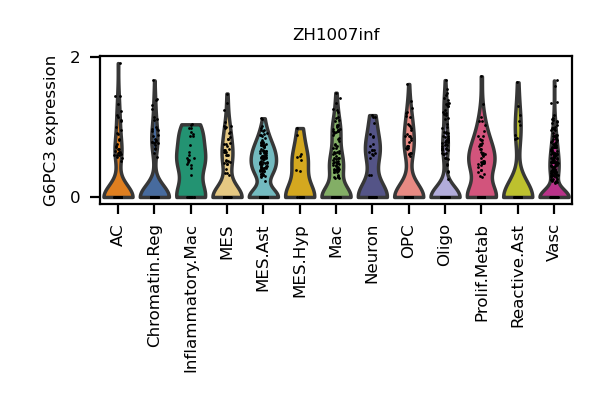 ZH1007inf
G6PC3 expression
2
0
AC
Chromatin.Reg
Inflammatory.Mac
MES
MES.Ast
MES.Hyp
Mac
Neuron
OPC
Oligo
Prolif.Metab
Reactive.Ast
Vasc